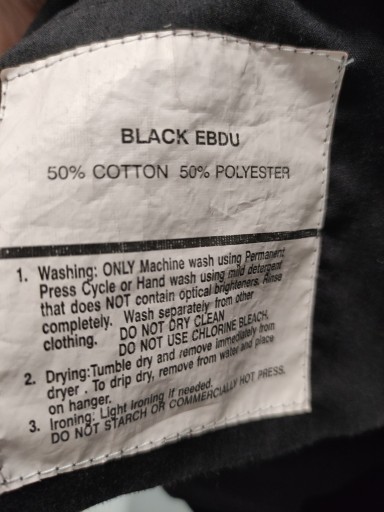 BLACK EBDU
50% COTTON 50% POLYESTER
1. Washing: ONLY Machine wash using Permanent
Press Cycle or Hand wash using mild detergent
that does NOT contain optical brighteners. Rinse
completely. Wash separately from other
clothing. DO NOT DRY CLEAN
DO NOT USE CHLORINE BLEACH.
2. Drying:Tumble dry and remove immediately from
dryer . To drip dry, remove from water and place
on hanger.
3. Ironing: Light ironing if needed.
DO NOT STARCH OR COMMERCIALLY HOT PRESS.